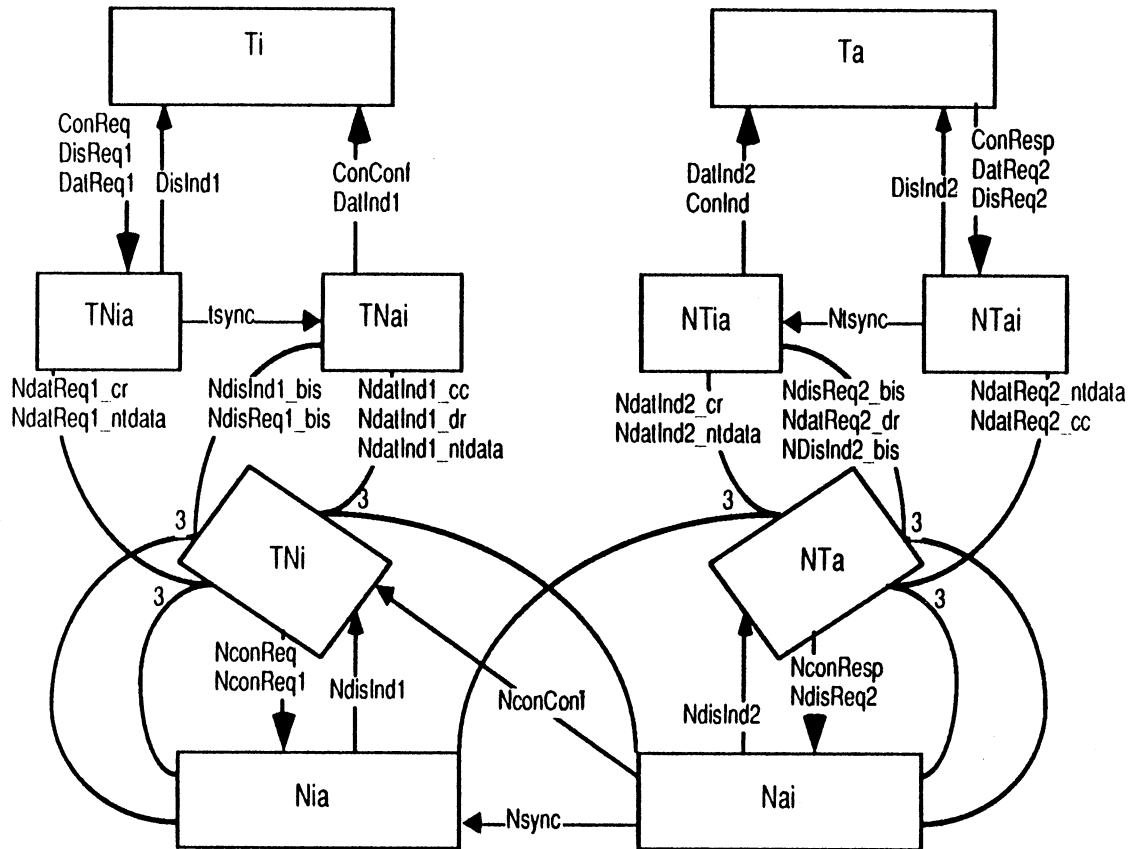 Ti
Ta
ConReq
DisReq1
DatReq1
DisInd1
ConConf
DatInd1
DatInd2
ConInd
DisInd2
ConResp
DatReq2
DisReq2
TNia
tsync
TNai
NTia
Ntsync
NTai
NdatReq1_cr
NdatReq1_ntdata
NdisInd1_bis
NdisReq1_bis
NdatInd1_cc
NdatInd1_dr
NdatInd1_ntdata
NdatInd2_cr
NdatInd2_ntdata
NdisReq2_bis
NdatReq2_dr
NDisInd2_bis
NdatReq2_ntdata
NdatReq2_cc
3
3
3
3
TNi
NTa
3
3
NconReq
NconReq1
NdisInd1
NconConf
NdisInd2
NconResp
NdisReq2
Nia
Nsync
Nai